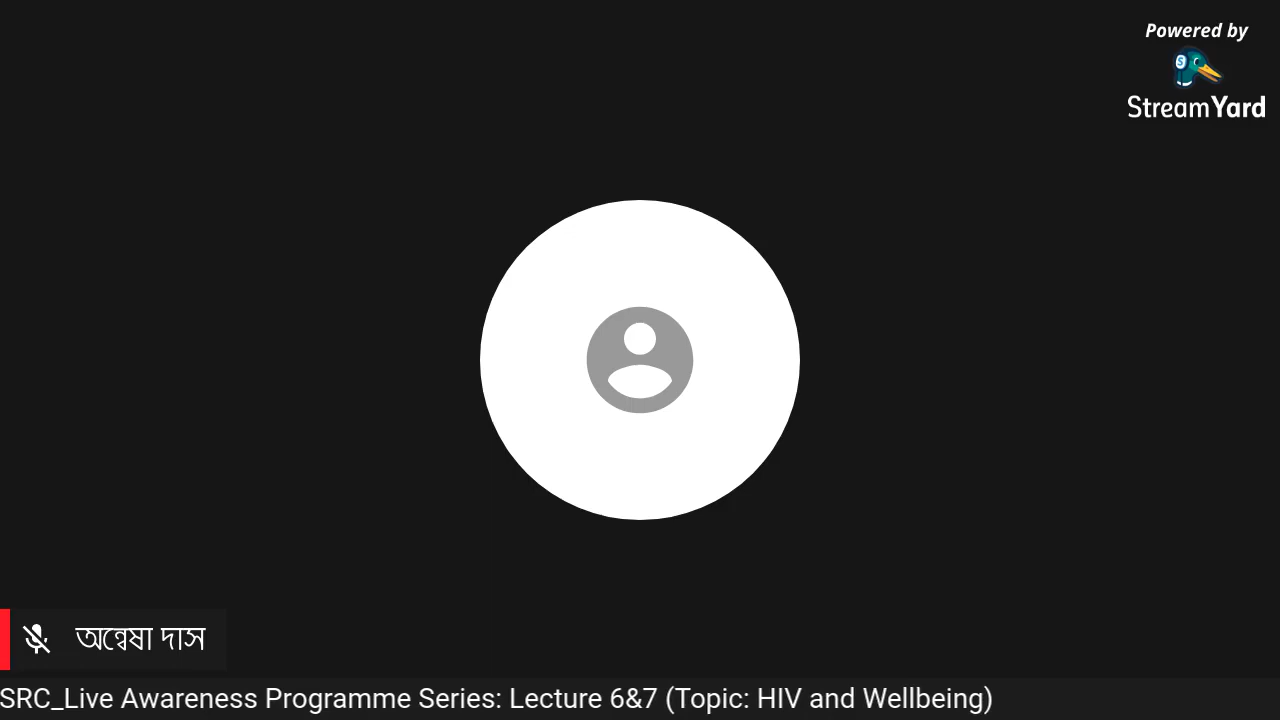 Powered by
StreamYard
অন্বেষা দাস
SRC_Live Awareness Programme Series: Lecture 6&7 (Topic: HIV and Wellbeing)